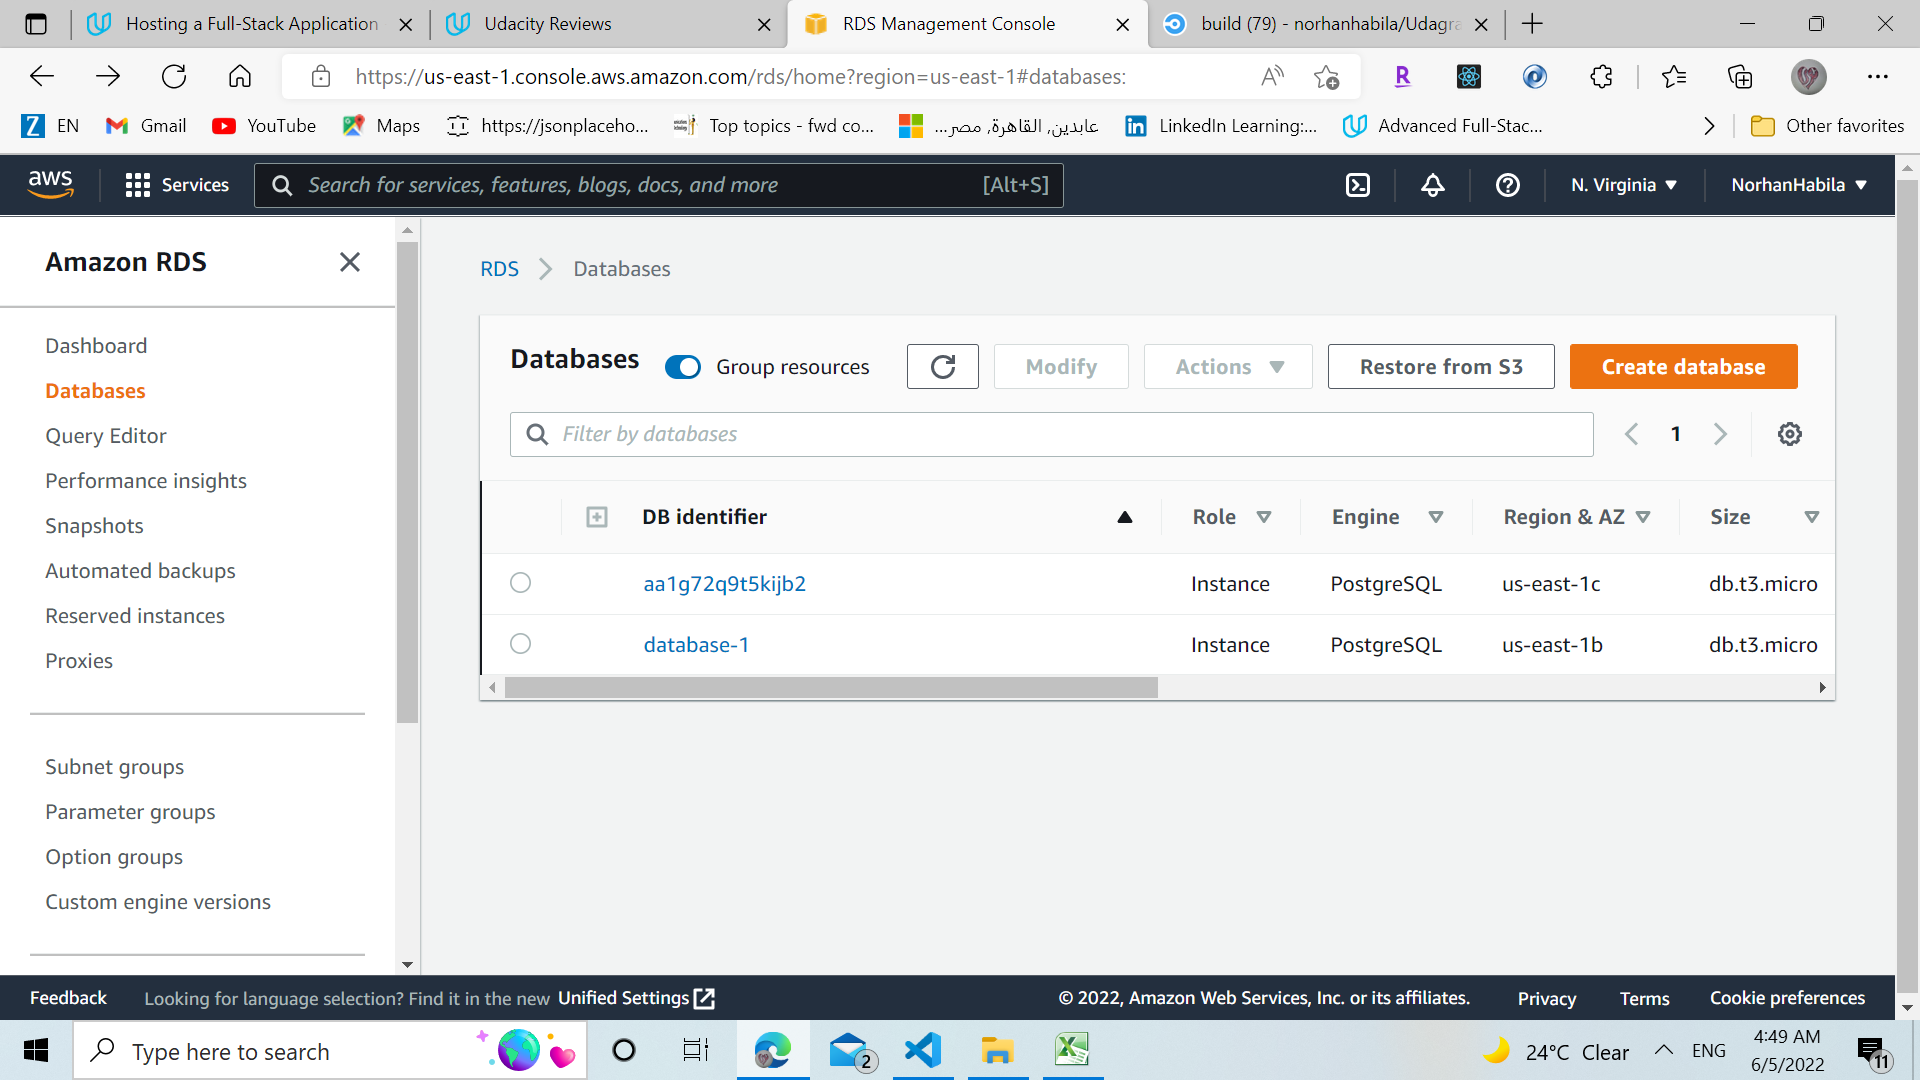 Hosting a Full-Stack Application
Udacity Reviews
RDS Management Console
build (79) - norhanhabila/Udagra
https://us-east-1.console.aws.amazon.com/rds/home?region=us-east-1#databases:
EN
Gmail
YouTube
Maps
https://jsonplaceho...
Top topics - fwd co...
عابدين, القاهرة, مصر...
LinkedIn Learning:...
Advanced Full-Stac...
Other favorites
aws
Services
Search for services, features, blogs, docs, and more
[Alt+S]
N. Virginia
NorhanHabila
Amazon RDS
Dashboard
Databases
Query Editor
Performance insights
Snapshots
Automated backups
Reserved instances
Proxies
Subnet groups
Parameter groups
Option groups
Custom engine versions
RDS > Databases
Databases
Group resources
Modify
Actions
Restore from S3
Create database
Filter by databases
1
DB identifier Role Engine Region & AZ Size
aa1g72q9t5kijb2 Instance PostgreSQL us-east-1c db.t3.micro
database-1 Instance PostgreSQL us-east-1b db.t3.micro
Feedback
Looking for language selection? Find it in the new Unified Settings
© 2022, Amazon Web Services, Inc. or its affiliates.
Privacy
Terms
Cookie preferences
Type here to search
2
24°C Clear
ENG
4:49 AM
6/5/2022
11